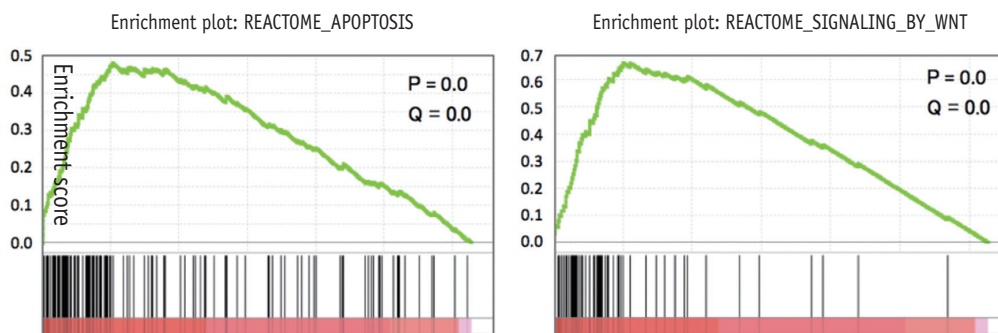 Enrichment plot: REACTOME_APOPTOSIS
0.5
0.4
0.3
0.2
0.1
0.0
Enrichment score
P = 0.0
Q = 0.0
Enrichment plot: REACTOME_SIGNALING_BY_WNT
0.7
0.6
0.5
0.4
0.3
0.2
0.1
0.0
P = 0.0
Q = 0.0